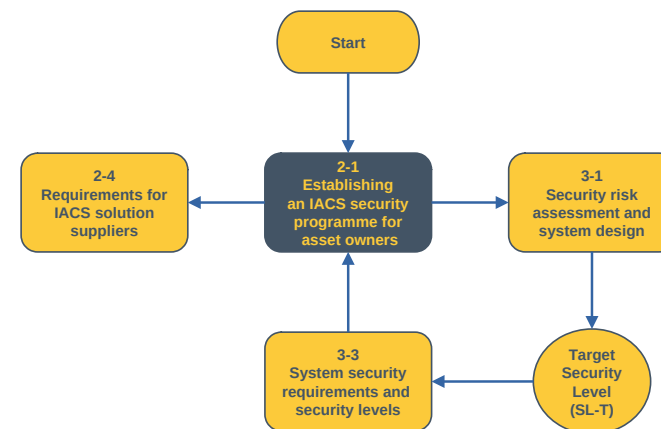 Start
2-4
Requirements for
IACS solution
suppliers
2-1
Establishing
an IACS security
programme for
asset owners
3-1
Security risk
assessment and
system design
3-3
System security
requirements and
security levels
Target
Security
Level
(SL-T)